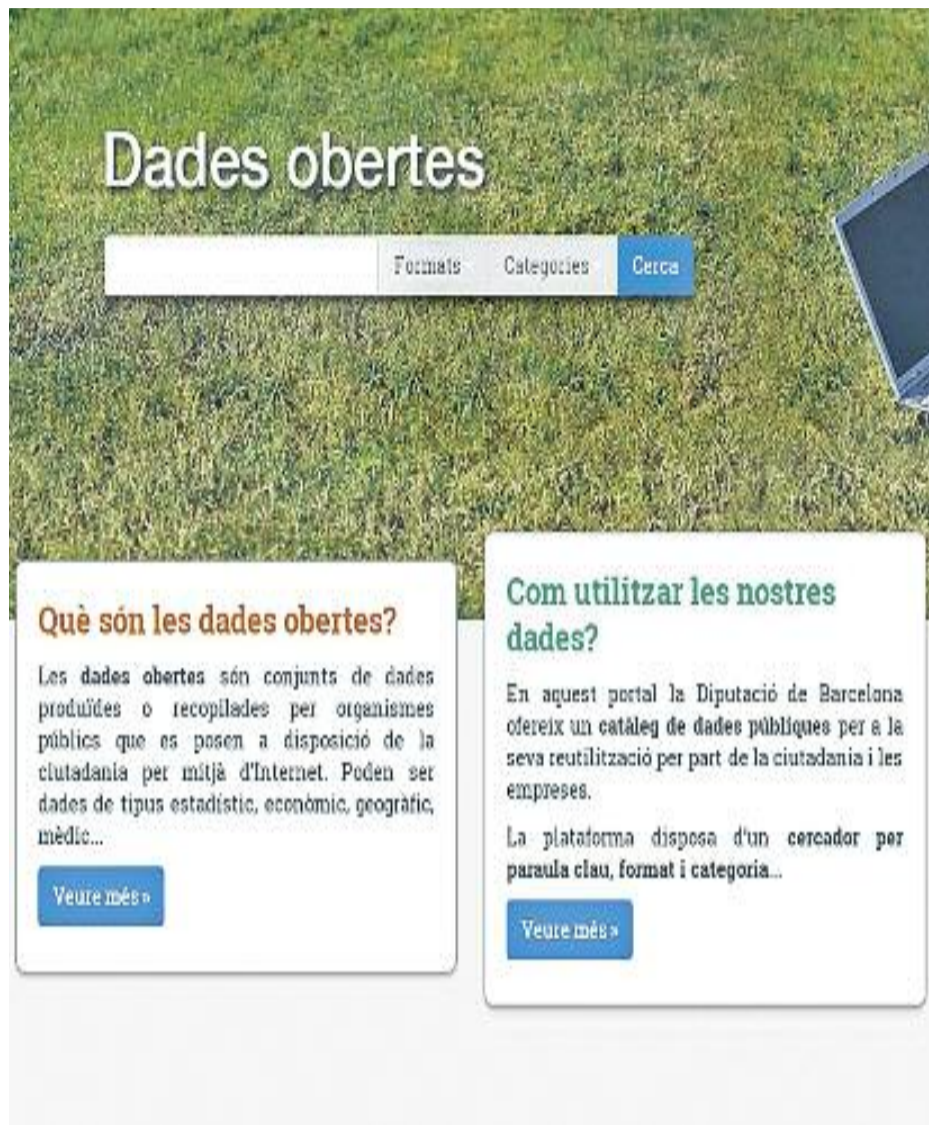 Dades obertes
Formats Categories Cerca
Què són les dades obertes?
Les dades obertes són conjunts de dades
produïdes o recopilades per organismes
públics que es posen a disposició de la
ciutadania per mitjà d'Internet. Poden ser
dades de tipus estadístic, econòmic, geogràfic,
mèdic...
Veure més »
Com utilitzar les nostres
dades?
En aquest portal la Diputació de Barcelona
ofereix un catàleg de dades públiques per a la
seva reutilització per part de la ciutadania i les
empreses.
La plataforma disposa d'un cercador per
paraula clau, format i categoria...
Veure més »